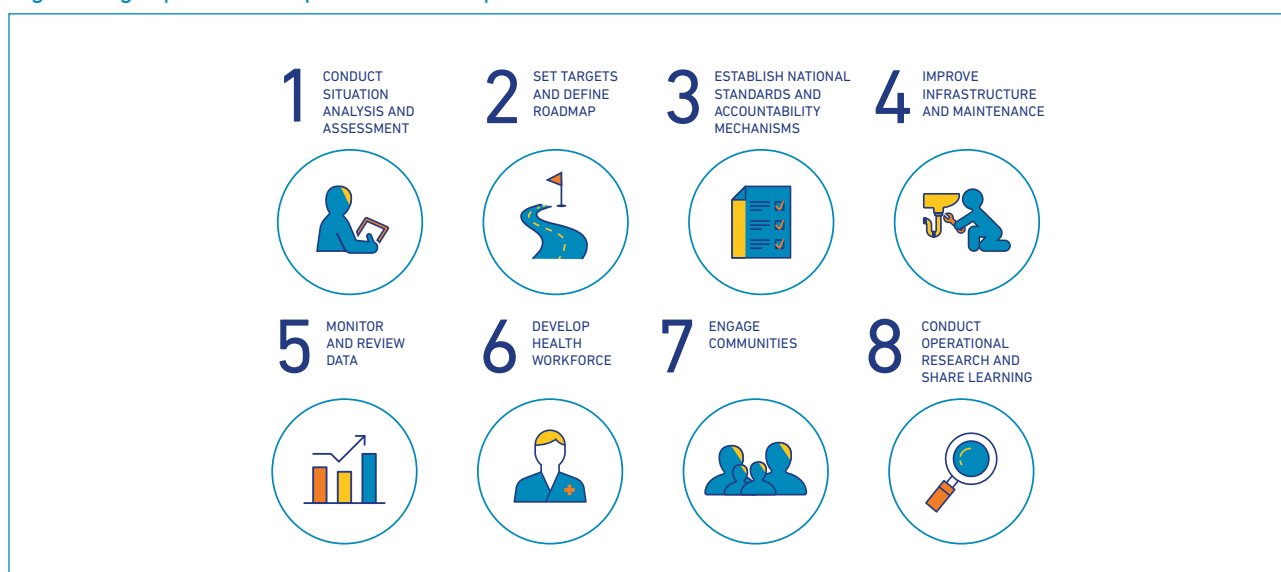 1
CONDUCT
SITUATION
ANALYSIS AND
ASSESSMENT
2
SET TARGETS
AND DEFINE
ROADMAP
3
ESTABLISH NATIONAL
STANDARDS AND
ACCOUNTABILITY
MECHANISMS
4
IMPROVE
INFRASTRUCTURE
AND MAINTENANCE
5
MONITOR
AND REVIEW
DATA
6
DEVELOP
HEALTH
WORKFORCE
7
ENGAGE
COMMUNITIES
8
CONDUCT
OPERATIONAL
RESEARCH AND
SHARE LEARNING